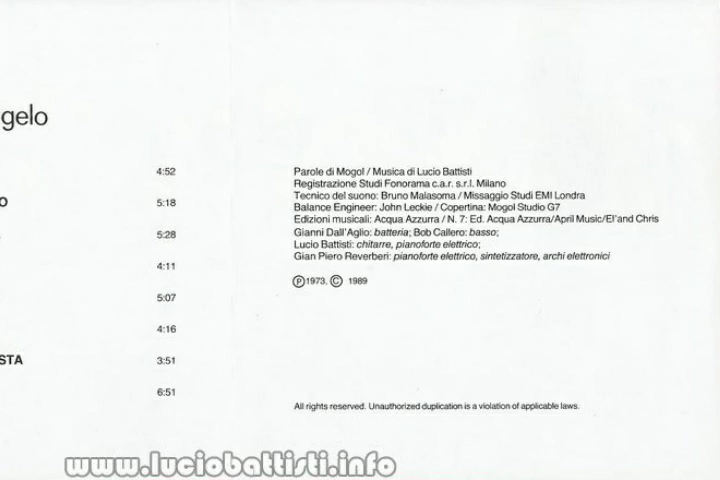 gelo
4:52
O
5:18
5:28
4:11
5:07
4:16
STA
3:51
6:51
Parole di Mogol / Musica di Lucio Battisti
Registrazione Studi Fonorama c.a.r. s.r.l. Milano
Tecnico del suono: Bruno Malasoma / Missaggio Studi EMI Londra
Balance Engineer: John Leckie / Copertina: Mogol Studio G7
Edizioni musicali: Acqua Azzurra / N. 7: Ed. Acqua Azzurra/April Music/El'and Chris
Gianni Dall'Aglio: batteria; Bob Callero: basso;
Lucio Battisti: chitarre, pianoforte elettrico;
Gian Piero Reverberi: pianoforte elettrico, sintetizzatore, archi elettronici
Ⓟ1973, © 1989
All rights reserved. Unauthorized duplication is a violation of applicable laws.
www.luciobattisti.info